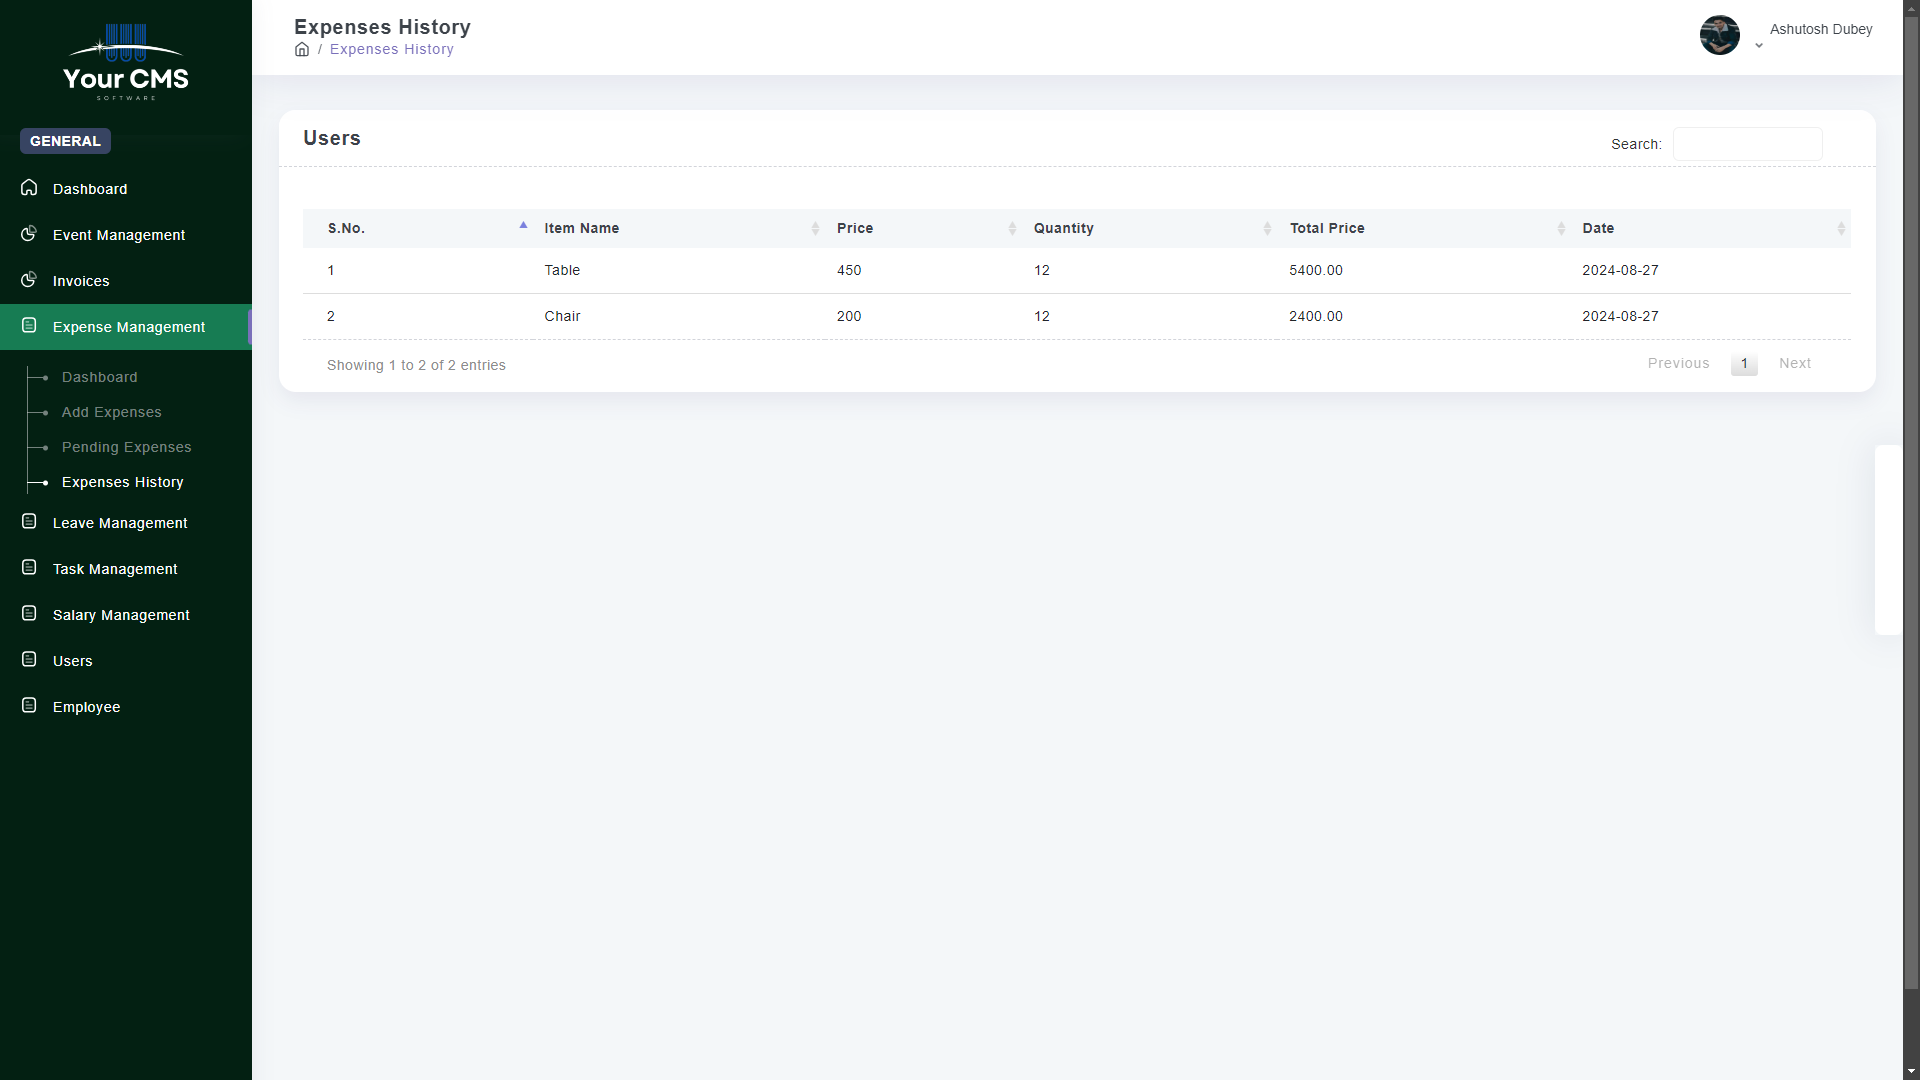 Your CMS
SOFTWARE
GENERAL
Dashboard
Event Management
Invoices
Expense Management
Dashboard
Add Expenses
Pending Expenses
Expenses History
Leave Management
Task Management
Salary Management
Users
Employee
Expenses History
/ Expenses History
Ashutosh Dubey
Users
Search:
S.No. Item Name Price Quantity Total Price Date
1 Table 450 12 5400.00 2024-08-27
2 Chair 200 12 2400.00 2024-08-27
Showing 1 to 2 of 2 entries
Previous 1 Next